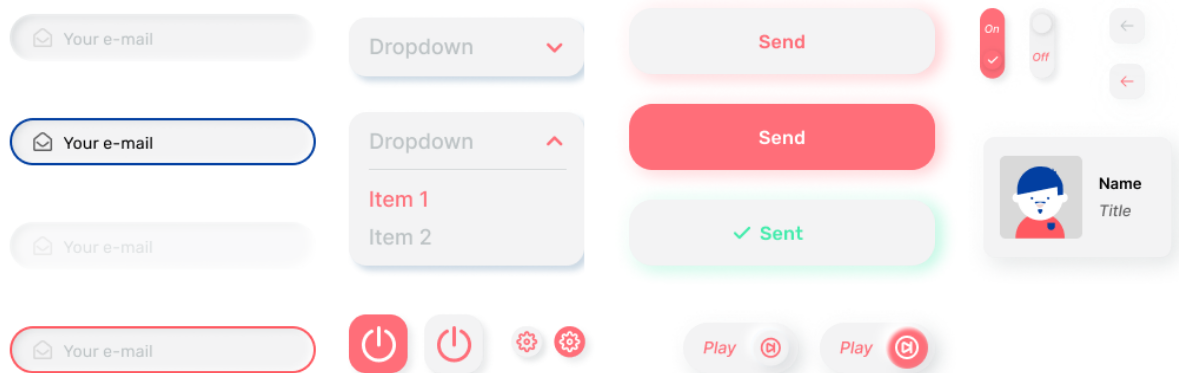 Your e-mail
Your e-mail
Your e-mail
Your e-mail
Dropdown
Dropdown
Item 1
Item 2
Send
Send
Sent
Play
Play
On
Off
Name
Title